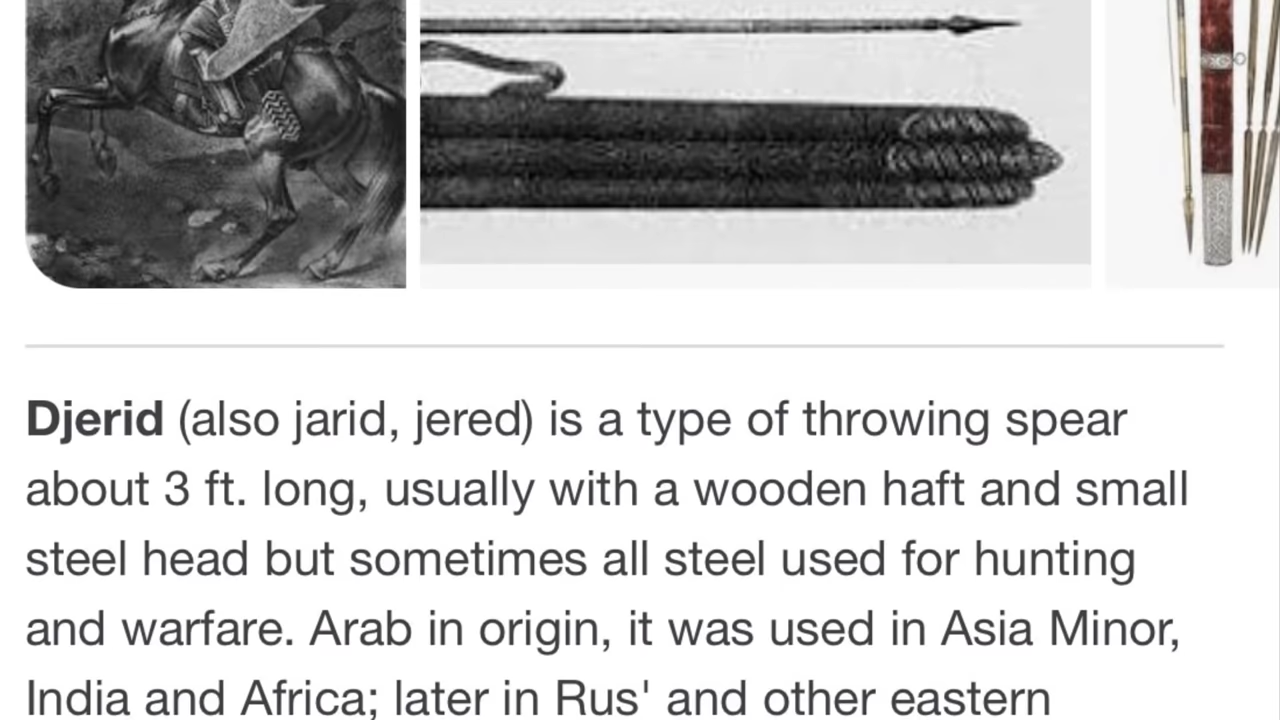 Djerid (also jarid, jered) is a type of throwing spear
about 3 ft. long, usually with a wooden haft and small
steel head but sometimes all steel used for hunting
and warfare. Arab in origin, it was used in Asia Minor,
India and Africa; later in Rus' and other eastern